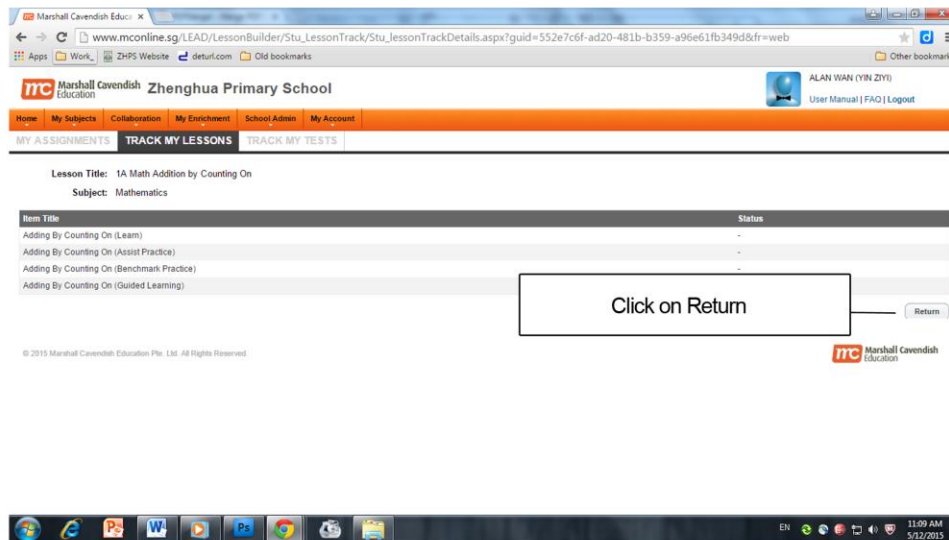 Marshall Cavendish Educa ×
www.mconline.sg/LEAD/LessonBuilder/Stu_LessonTrack/Stu_lessonTrackDetails.aspx?guid=552e7c6f-ad20-481b-b359-a96e61fb349d&fr=web
Apps Work_ ZHPS Website deturl.com Old bookmarks Other bookmark
mc Marshall Cavendish Education Zhenghua Primary School
ALAN WAN (YIN ZIYI)
User Manual | FAQ | Logout
Home My Subjects Collaboration My Enrichment School Admin My Account
MY ASSIGNMENTS TRACK MY LESSONS TRACK MY TESTS
Lesson Title: 1A Math Addition by Counting On
Subject: Mathematics
Item Title Status
Adding By Counting On (Learn) -
Adding By Counting On (Assist Practice) -
Adding By Counting On (Benchmark Practice) -
Adding By Counting On (Guided Learning)
Click on Return
Return
© 2015 Marshall Cavendish Education Pte. Ltd. All Rights Reserved.
mc Marshall Cavendish Education
EN 11:09 AM
5/12/2015